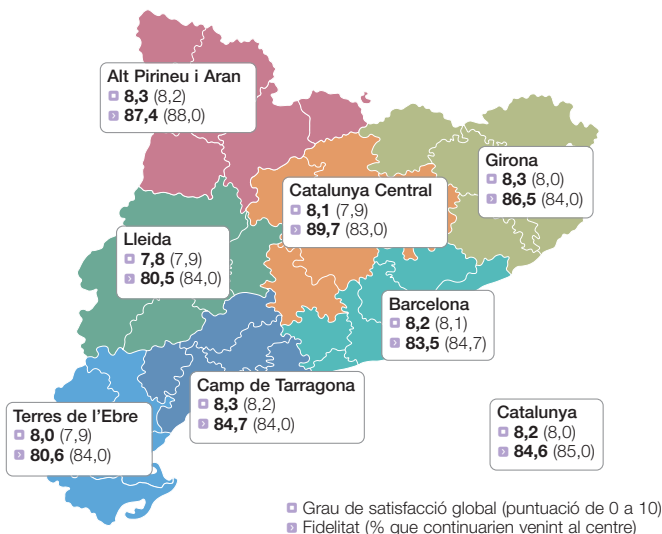 Alt Pirineu i Aran
8,3 (8,2)
87,4 (88,0)
Girona
8,3 (8,0)
86,5 (84,0)
Catalunya Central
8,1 (7,9)
89,7 (83,0)
Lleida
7,8 (7,9)
80,5 (84,0)
Barcelona
8,2 (8,1)
83,5 (84,7)
Camp de Tarragona
8,3 (8,2)
84,7 (84,0)
Terres de l’Ebre
8,0 (7,9)
80,6 (84,0)
Catalunya
8,2 (8,0)
84,6 (85,0)
Grau de satisfacció global (puntuació de 0 a 10)
Fidelitat (% que continuarien venint al centre)